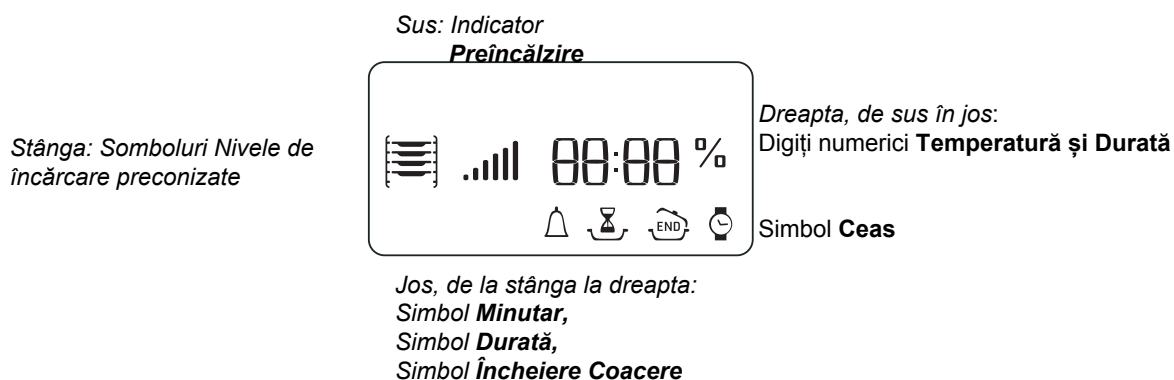 Sus: Indicator
Preîncălzire
Stânga: Somboluri Nivele de
încărcare preconizate
88:88 %
END
Dreapta, de sus în jos:
Digiți numerici Temperatură și Durată
Simbol Ceas
Jos, de la stânga la dreapta:
Simbol Minutar,
Simbol Durată,
Simbol Încheiere Coacere